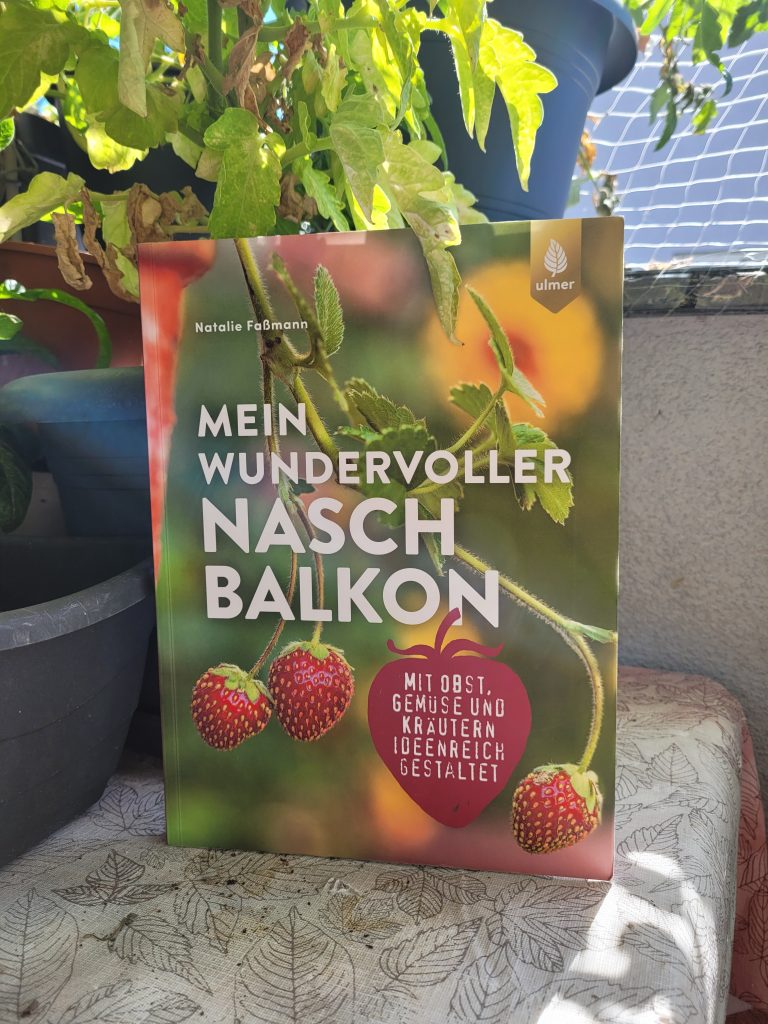 ulmer
Natalie Faßmann
MEIN
WUNDERVOLLER
NASCH
BALKON
MIT OBST,
GEMÜSE UND
KRÄUTERN
IDEENREICH
GESTALTET